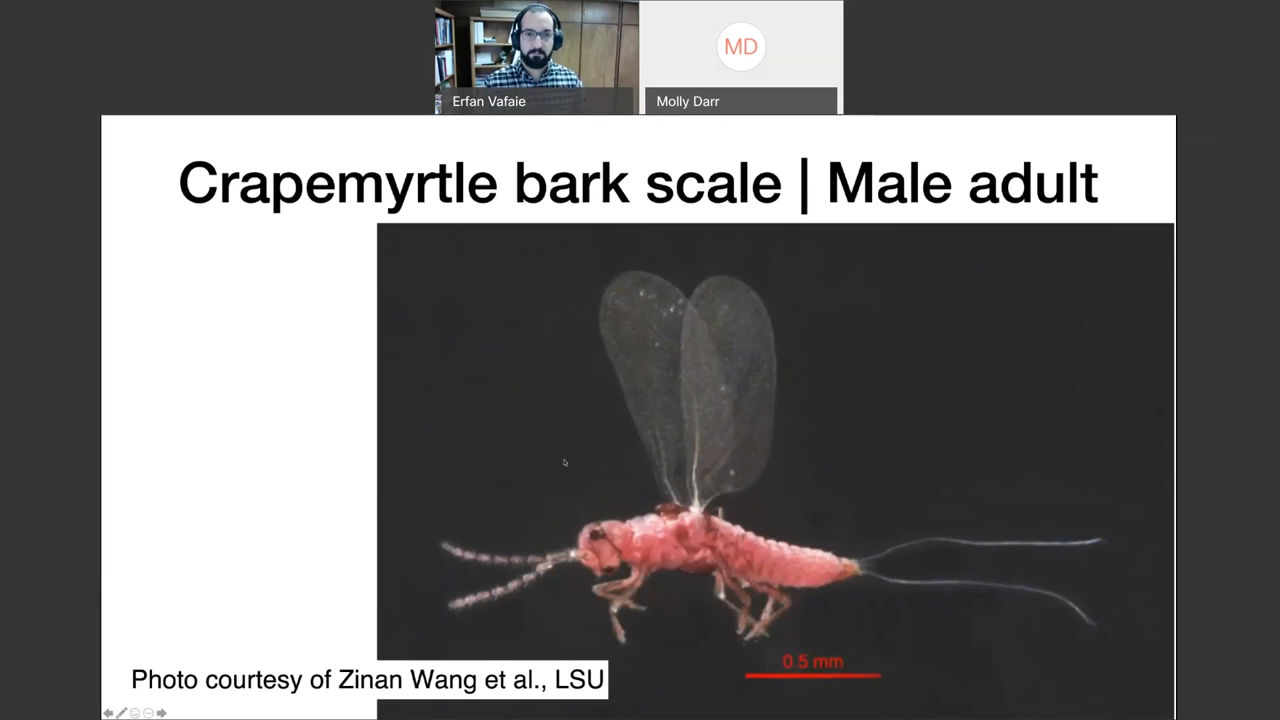 MD
Erfan Vafaie
Molly Darr
Crapemyrtle bark scale | Male adult
0.5 mm
Photo courtesy of Zinan Wang et al., LSU